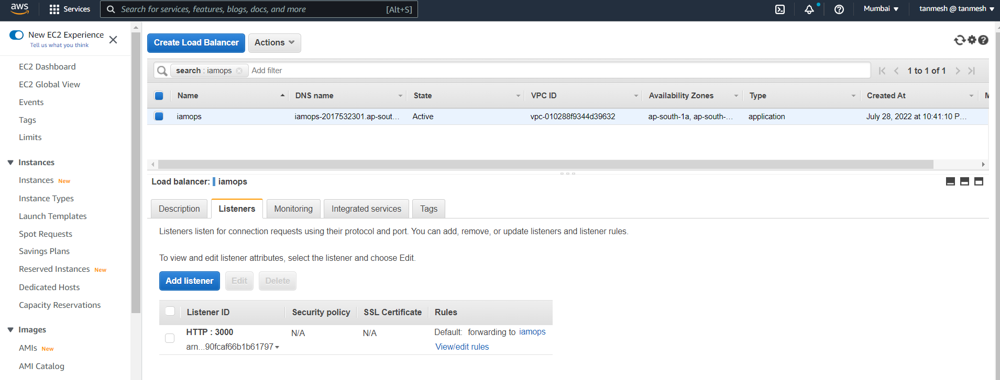 aws
Services
Search for services, features, blogs, docs, and more
[Alt+S]
Mumbai
tanmesh @ tanmesh
New EC2 Experience
Tell us what you think
EC2 Dashboard
EC2 Global View
Events
Tags
Limits
Instances
Instances New
Instance Types
Launch Templates
Spot Requests
Savings Plans
Reserved Instances New
Dedicated Hosts
Capacity Reservations
Images
AMIs New
AMI Catalog
Create Load Balancer
Actions
search : iamops
Add filter
1 to 1 of 1
Name DNS name State VPC ID Availability Zones Type Created At
iamops iamops-2017532301.ap-sout... Active vpc-010288f9344d39632 ap-south-1a, ap-south-... application July 28, 2022 at 10:41:10 P...
Load balancer: iamops
Description Listeners Monitoring Integrated services Tags
Listeners listen for connection requests using their protocol and port. You can add, remove, or update listeners and listener rules.
To view and edit listener attributes, select the listener and choose Edit.
Add listener Edit Delete
Listener ID Security policy SSL Certificate Rules
HTTP : 3000 N/A N/A Default: forwarding to iamops
arn...90fcaf66b1b61797 View/edit rules